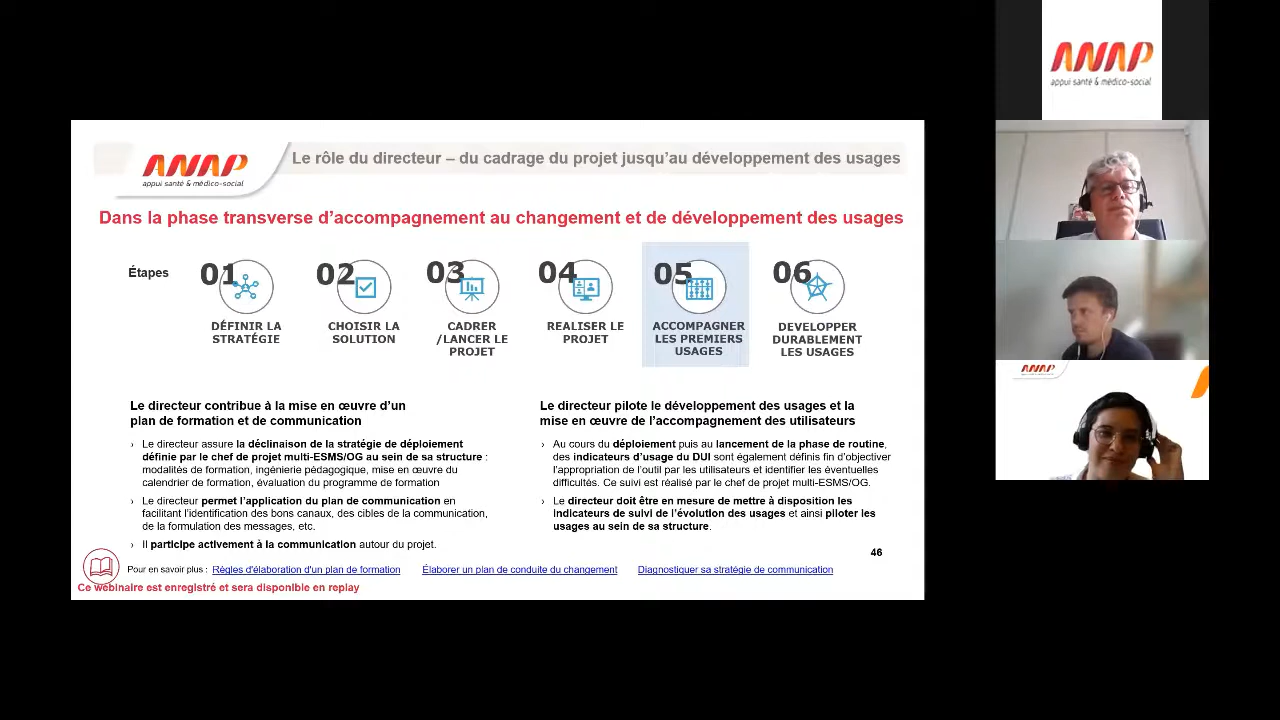 ANAP
appui santé & médico-social
ANAP
appui santé & médico-social
Le rôle du directeur – du cadrage du projet jusqu'au développement des usages
Dans la phase transverse d'accompagnement au changement et de développement des usages
Étapes
01
DÉFINIR LA
STRATÉGIE
02
CHOISIR LA
SOLUTION
03
CADRER
/LANCER LE
PROJET
04
REALISER LE
PROJET
05
ACCOMPAGNER
LES PREMIERS
USAGES
06
DEVELOPPER
DURABLEMENT
LES USAGES
Le directeur contribue à la mise en œuvre d'un
plan de formation et de communication
› Le directeur assure la déclinaison de la stratégie de déploiement
définie par le chef de projet multi-ESMS/OG au sein de sa structure :
modalités de formation, ingénierie pédagogique, mise en œuvre du
calendrier de formation, évaluation du programme de formation
› Le directeur permet l'application du plan de communication en
facilitant l'identification des bons canaux, des cibles de la communication,
de la formulation des messages, etc.
› Il participe activement à la communication autour du projet.
Le directeur pilote le développement des usages et la
mise en œuvre de l'accompagnement des utilisateurs
› Au cours du déploiement puis au lancement de la phase de routine,
des indicateurs d'usage du DUI sont également définis fin d'objectiver
l'appropriation de l'outil par les utilisateurs et identifier les éventuelles
difficultés. Ce suivi est réalisé par le chef de projet multi-ESMS/OG.
› Le directeur doit être en mesure de mettre à disposition les
indicateurs de suivi de l'évolution des usages et ainsi piloter les
usages au sein de sa structure.
46
Pour en savoir plus : Règles d'élaboration d'un plan de formation Élaborer un plan de conduite du changement Diagnostiquer sa stratégie de communication
Ce webinaire est enregistré et sera disponible en replay
ANAP